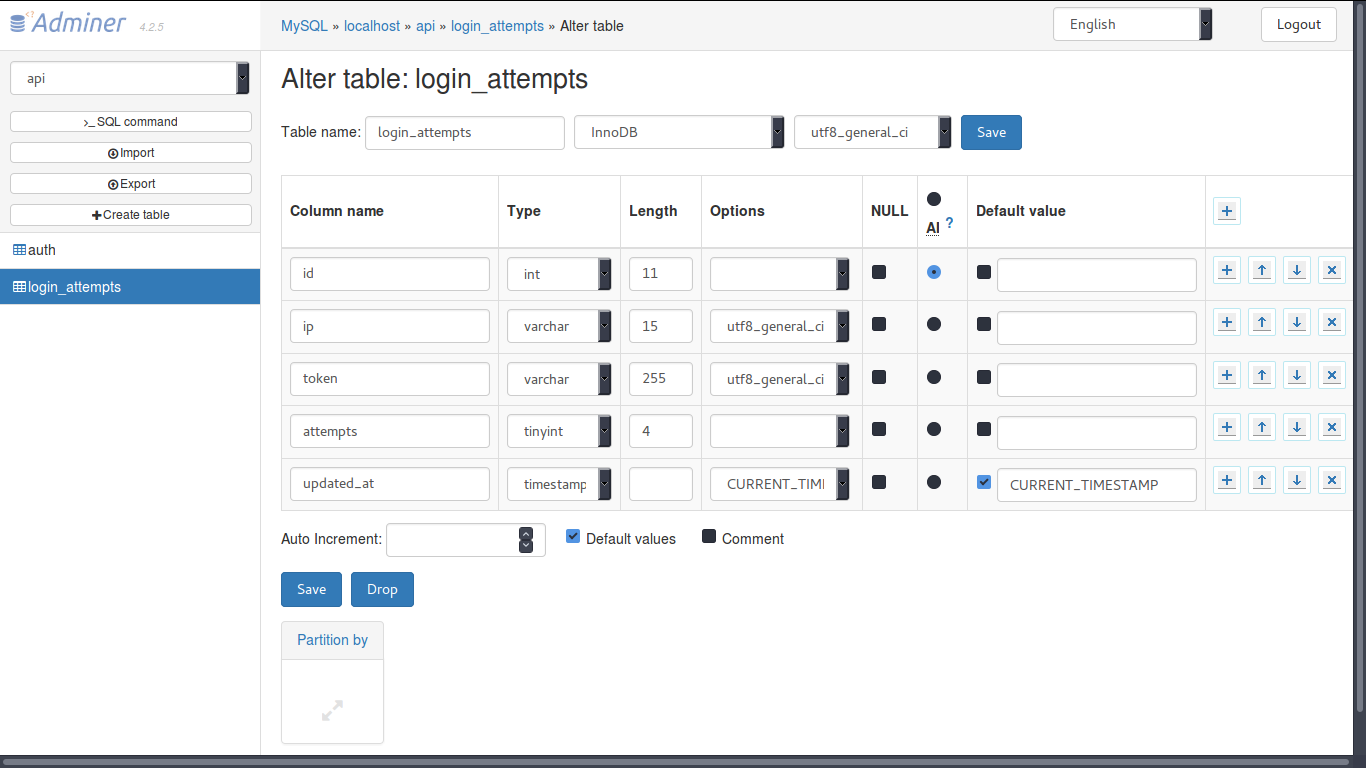 Adminer 4.2.5
MySQL » localhost » api » login_attempts » Alter table
English
Logout
api
>_ SQL command
Import
Export
Create table
auth
login_attempts
Alter table: login_attempts
Table name: login_attempts InnoDB utf8_general_ci Save
Column name Type Length Options NULL AI ? Default value
id int 11
ip varchar 15 utf8_general_ci
token varchar 255 utf8_general_ci
attempts tinyint 4
updated_at timestamp CURRENT_TIMI CURRENT_TIMESTAMP
Auto Increment: Default values Comment
Save Drop
Partition by